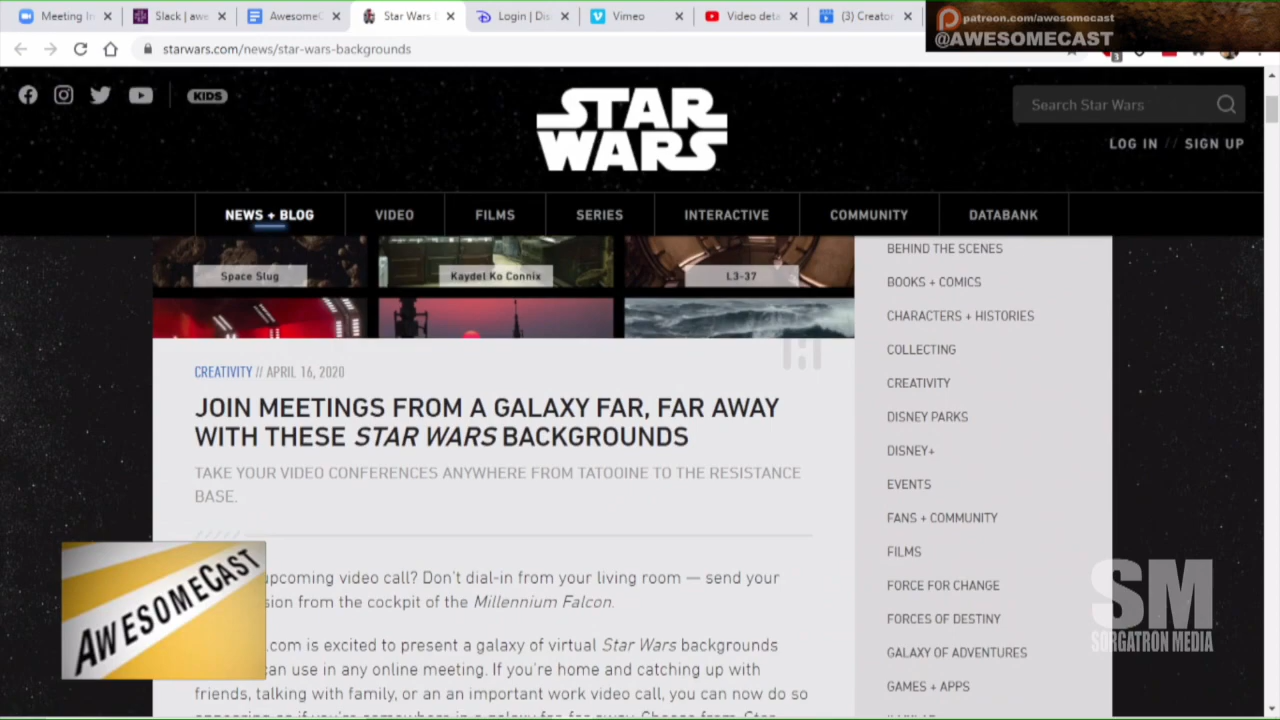 Meeting In
Slack | awe
AwesomeC
Star Wars
Login | Dis
Vimeo
Video deta
(3) Creator
patreon.com/awesomecast
@AWESOMECAST
starwars.com/news/star-wars-backgrounds
3
KIDS
STAR
WARS
Search Star Wars
LOG IN // SIGN UP
NEWS + BLOG
VIDEO
FILMS
SERIES
INTERACTIVE
COMMUNITY
DATABANK
Space Slug
Kaydel Ko Connix
L3-37
CREATIVITY // APRIL 16, 2020
JOIN MEETINGS FROM A GALAXY FAR, FAR AWAY
WITH THESE STAR WARS BACKGROUNDS
TAKE YOUR VIDEO CONFERENCES ANYWHERE FROM TATOOINE TO THE RESISTANCE
BASE.
upcoming video call? Don't dial-in from your living room — send your
sion from the cockpit of the Millennium Falcon.
.com is excited to present a galaxy of virtual Star Wars backgrounds
can use in any online meeting. If you're home and catching up with
friends, talking with family, or an an important work video call, you can now do so
BEHIND THE SCENES
BOOKS + COMICS
CHARACTERS + HISTORIES
COLLECTING
CREATIVITY
DISNEY PARKS
DISNEY+
EVENTS
FANS + COMMUNITY
FILMS
FORCE FOR CHANGE
FORCES OF DESTINY
GALAXY OF ADVENTURES
GAMES + APPS
AWESOMECAST
SM
SORGATRON MEDIA